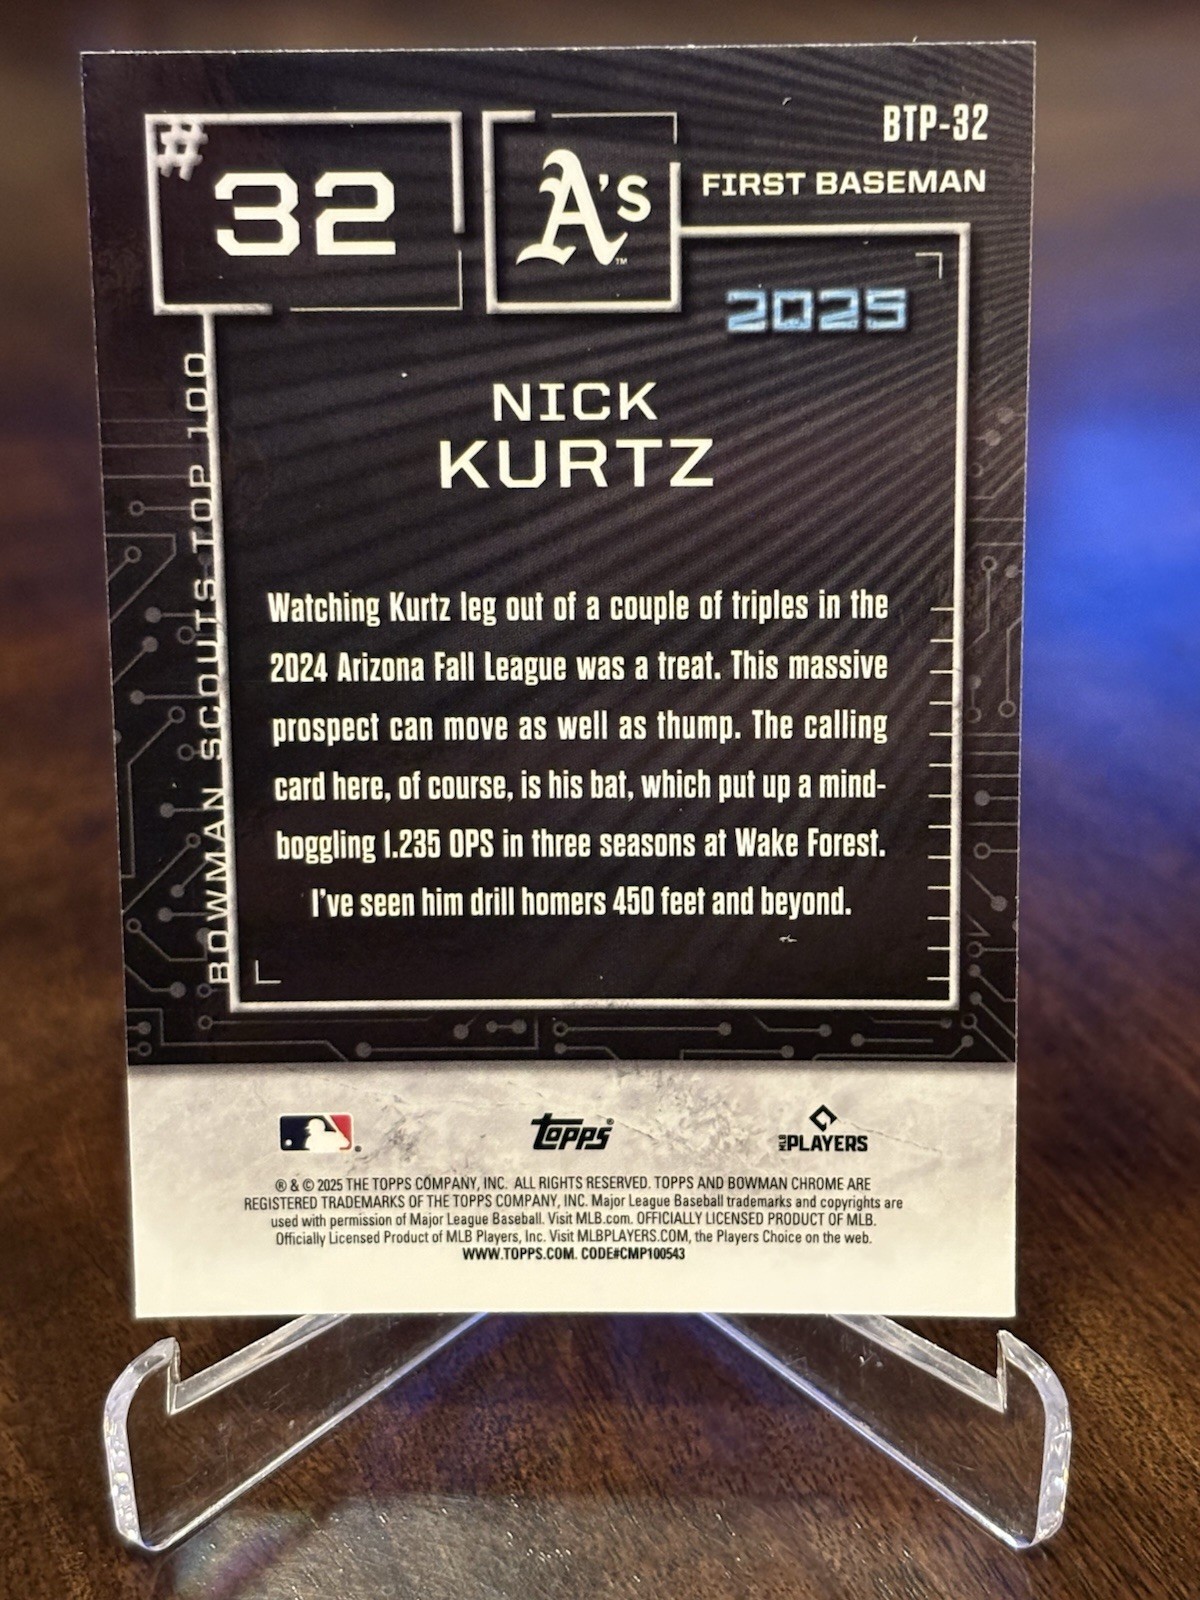 #
32
A's
™
BTP-32
FIRST BASEMAN
2025
BOWMAN SCOUTS TOP 100
NICK
KURTZ
Watching Kurtz leg out of a couple of triples in the
2024 Arizona Fall League was a treat. This massive
prospect can move as well as thump. The calling
card here, of course, is his bat, which put up a mind-
boggling 1.235 OPS in three seasons at Wake Forest.
I've seen him drill homers 450 feet and beyond.
topps®
MLB PLAYERS
® & © 2025 THE TOPPS COMPANY, INC. ALL RIGHTS RESERVED. TOPPS AND BOWMAN CHROME ARE
REGISTERED TRADEMARKS OF THE TOPPS COMPANY, INC. Major League Baseball trademarks and copyrights are
used with permission of Major League Baseball. Visit MLB.com. OFFICIALLY LICENSED PRODUCT OF MLB.
Officially Licensed Product of MLB Players, Inc. Visit MLBPLAYERS.COM, the Players Choice on the web.
WWW.TOPPS.COM. CODE#CMP100543